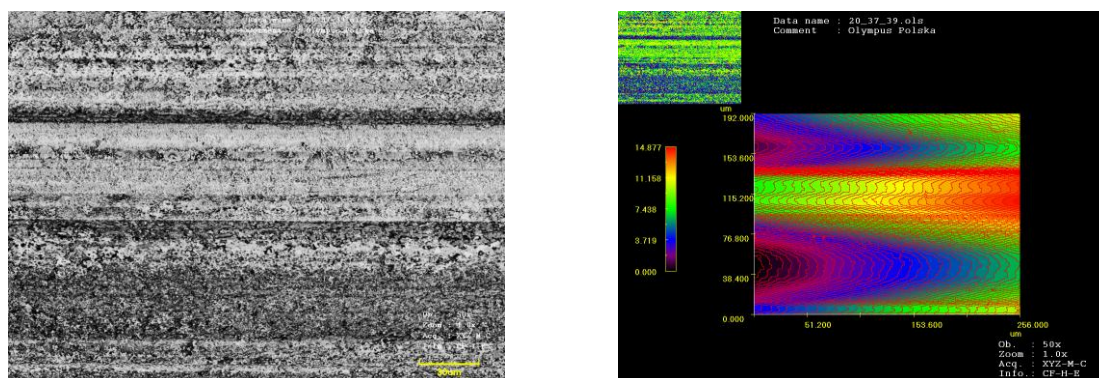 30um
Data name : 20_37_39.ols
Comment : Olympus Polska
um
192.000
14.877
153.600
11.158
115.200
7.438
76.800
3.719
38.400
0.000
0.000
51.200
153.600
256.000
um
Ob. : 50x
Zoom : 1.0x
Acq. : XYZ-M-C
Info.: CF-H-E